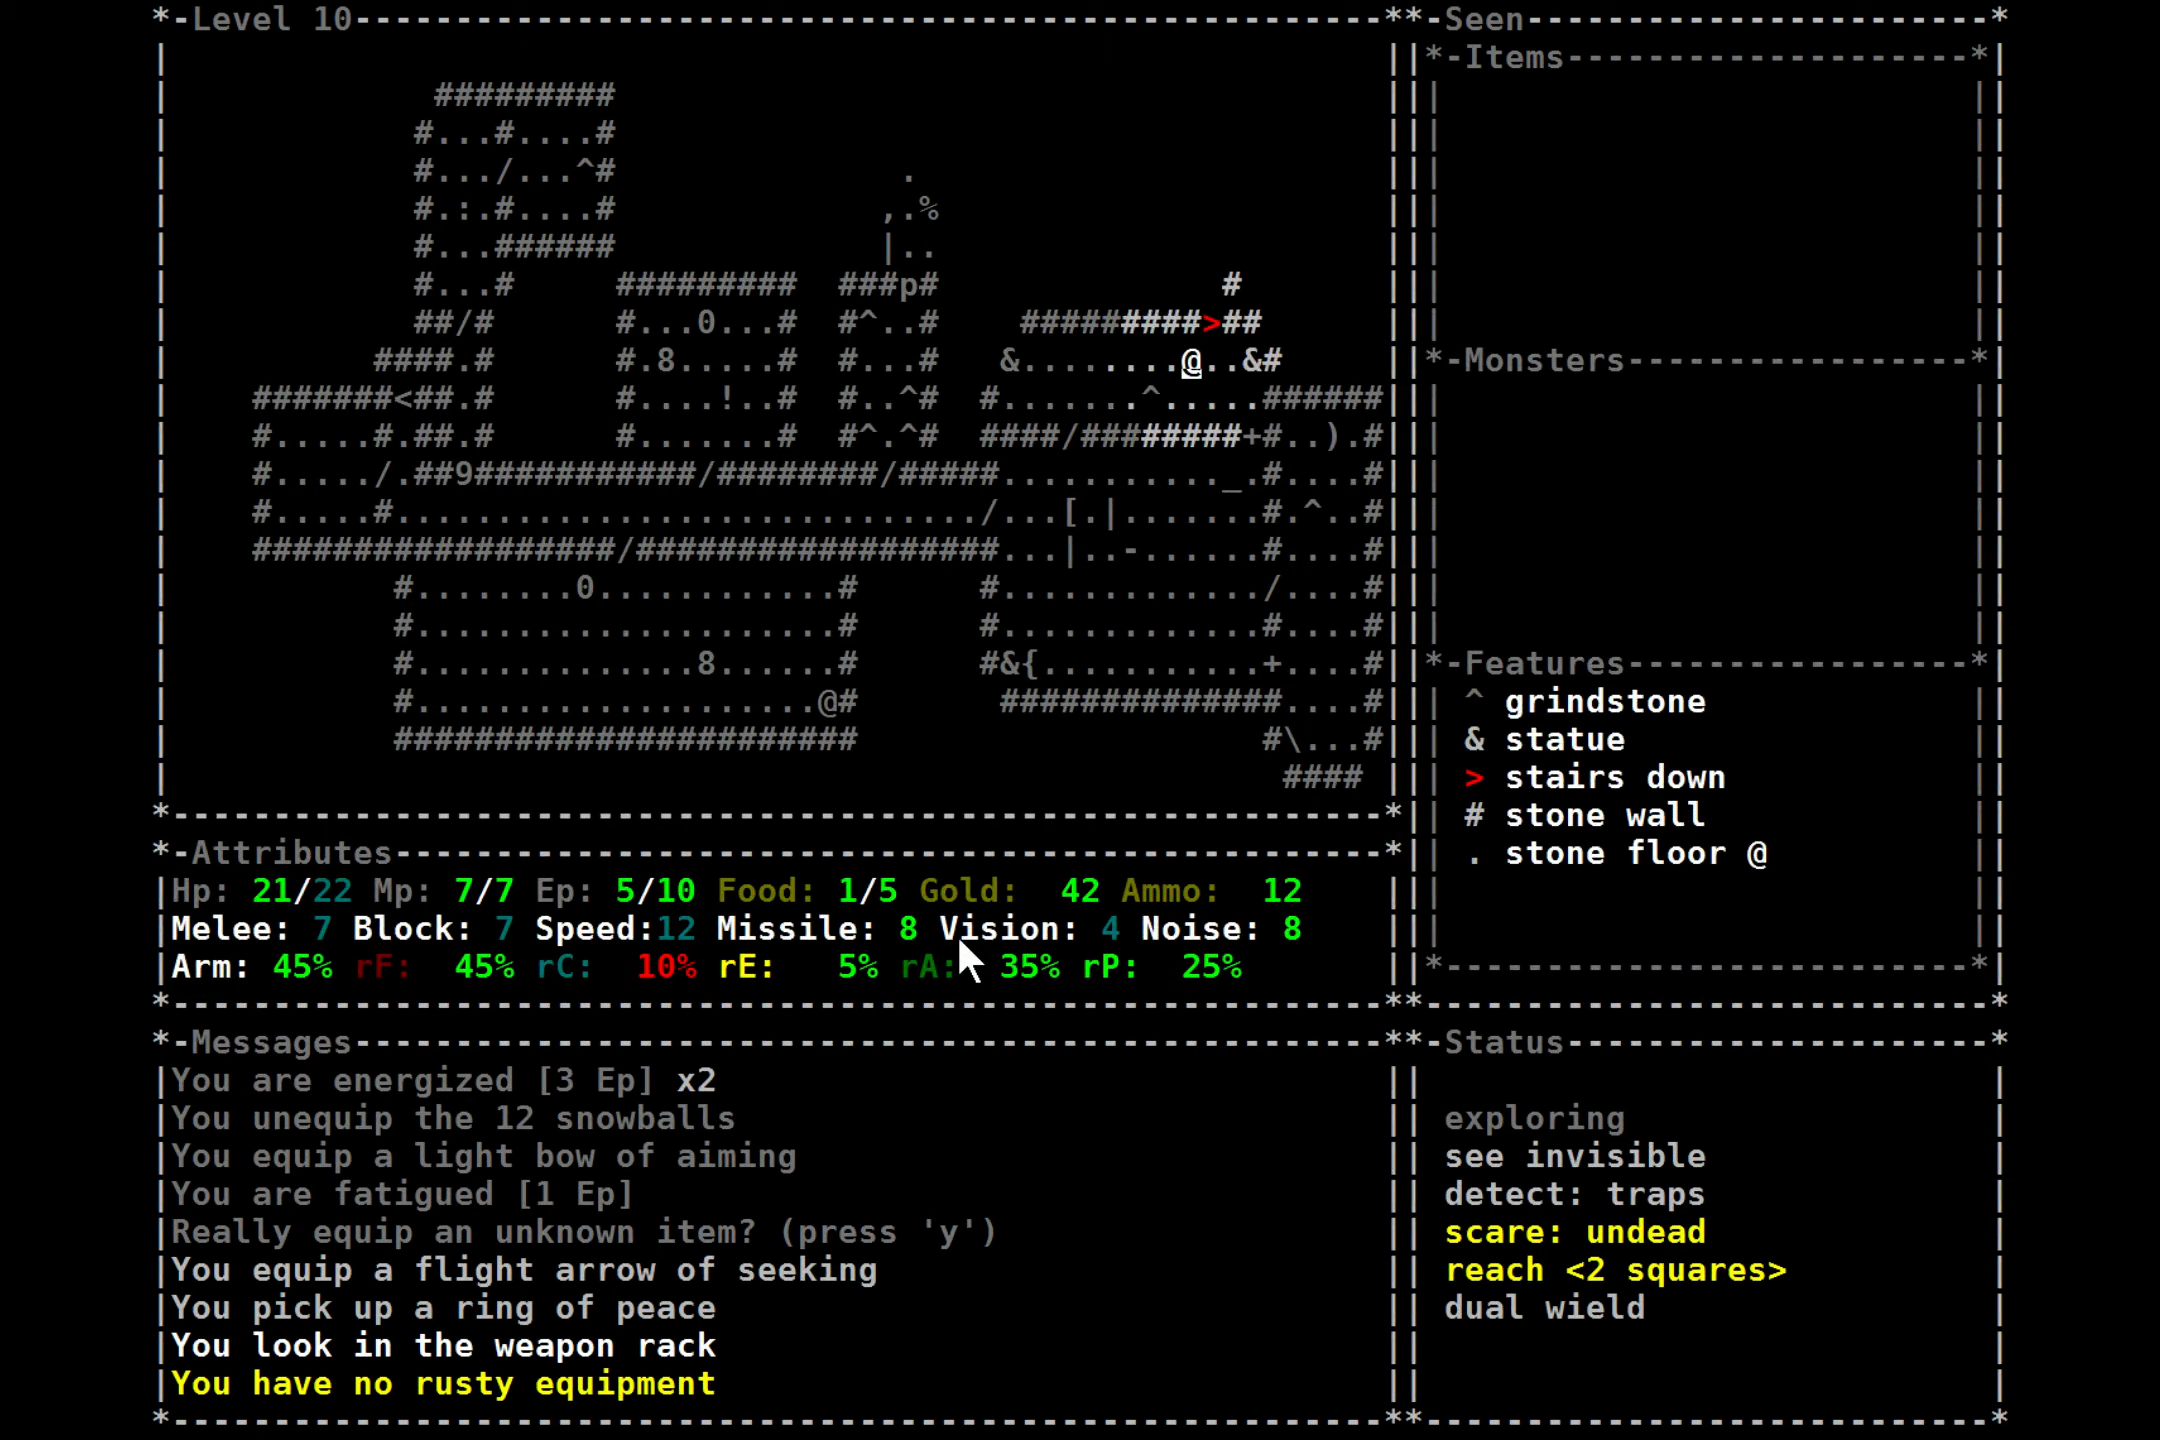 *-Level 10---------------------------------------------------**-Seen-----------------------*
|                                                            ||*-Items--------------------*|
|             #########                                      |||                          ||
|            #...#....#                                      |||                          ||
|            #.../...^#              .                       |||                          ||
|            #.:.#....#             ,.%                      |||                          ||
|            #...######             |..                      |||                          ||
|            #...#     #########  ###p#              #       |||                          ||
|            ##/#      #...0...#  #^..#    #########>##      |||                          ||
|          ####.#      #.8.....#  #...#   &........@..&#     ||*-Monsters-----------------*|
|    #######<##.#      #....!..#  #..^#  #.......^.....######|||                          ||
|    #.....#.##.#      #.......#  #^.^#  ####/########+#..).#|||                          ||
|    #...../.##9###########/########/#####..........._.#....#|||                          ||
|    #.....#............................./...[.|.......#.^..#|||                          ||
|    ##################/##################...|..-......#....#|||                          ||
|           #........0............#      #............./....#|||                          ||
|           #.....................#      #.............#....#|||                          ||
|           #..............8......#      #&{...........+....#||*-Features-----------------*|
|           #....................@#       ##############....#||| ^ grindstone             ||
|           #######################                    #\...#||| & statue                 ||
|                                                       #### ||| > stairs down            ||
*------------------------------------------------------------*|| # stone wall             ||
*-Attributes-------------------------------------------------*|| . stone floor @          ||
|Hp: 21/22 Mp: 7/7 Ep: 5/10 Food: 1/5 Gold:  42 Ammo:  12    |||                          ||
|Melee: 7 Block: 7 Speed:12 Missile: 8 Vision: 4 Noise: 8    |||                          ||
|Arm: 45% rF:  45% rC:  10% rE:   5% rA:  35% rP:  25%       ||*--------------------------*|
*------------------------------------------------------------**----------------------------*
*-Messages---------------------------------------------------**-Status---------------------*
|You are energized [3 Ep] x2                                 ||                            |
|You unequip the 12 snowballs                                || exploring                  |
|You equip a light bow of aiming                             || see invisible              |
|You are fatigued [1 Ep]                                     || detect: traps              |
|Really equip an unknown item? (press 'y')                   || scare: undead              |
|You equip a flight arrow of seeking                         || reach <2 squares>          |
|You pick up a ring of peace                                 || dual wield                 |
|You look in the weapon rack                                 ||                            |
|You have no rusty equipment                                 ||                            |
*------------------------------------------------------------**----------------------------*